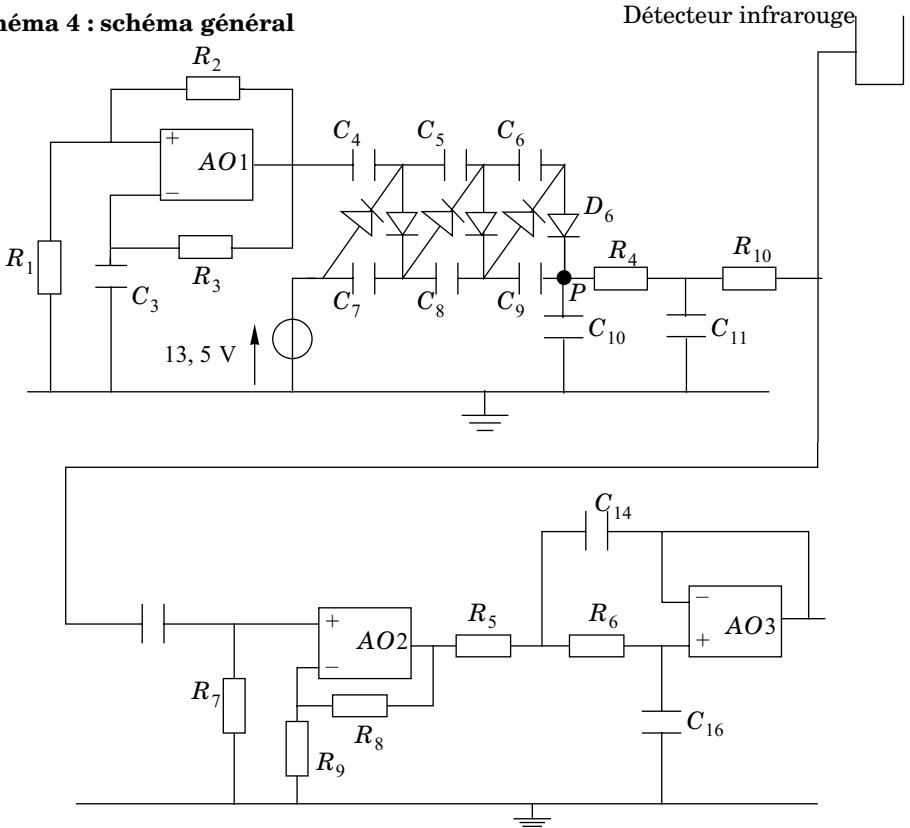 néma 4 : schéma général
Détecteur infrarouge
R2
+
AO1
−
R1
R3
C3
C4 C5 C6
D6
C7 C8 C9
P
R4
R10
C10
C11
13, 5 V
C14
R5
R6
−
AO3
+
+
AO2
−
R7
R8
R9
C16